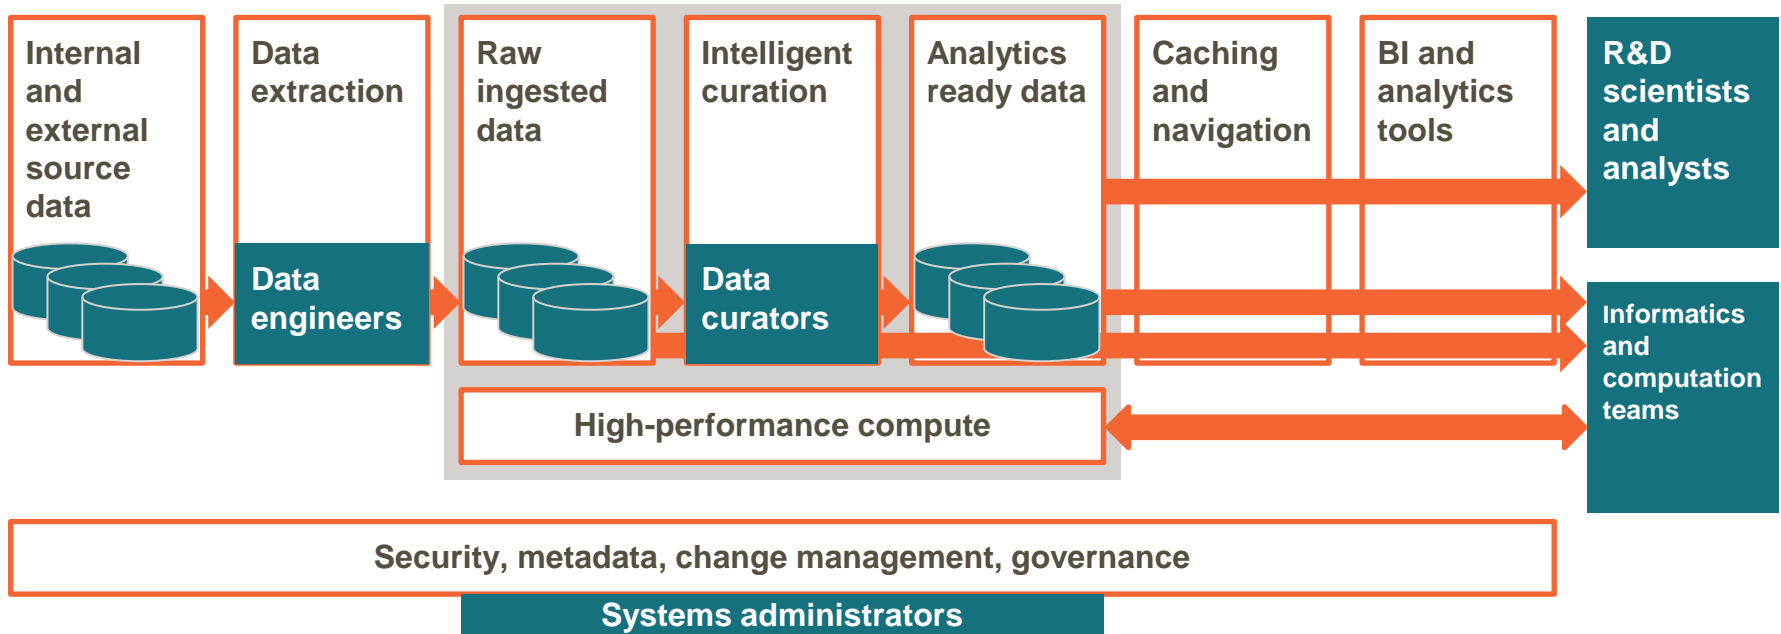 Internal
and
external
source
data
Data
extraction
Data
engineers
Raw
ingested
data
Intelligent
curation
Data
curators
Analytics
ready data
Caching
and
navigation
BI and
analytics
tools
R&D
scientists
and
analysts
Informatics
and
computation
teams
High-performance compute
Security, metadata, change management, governance
Systems administrators